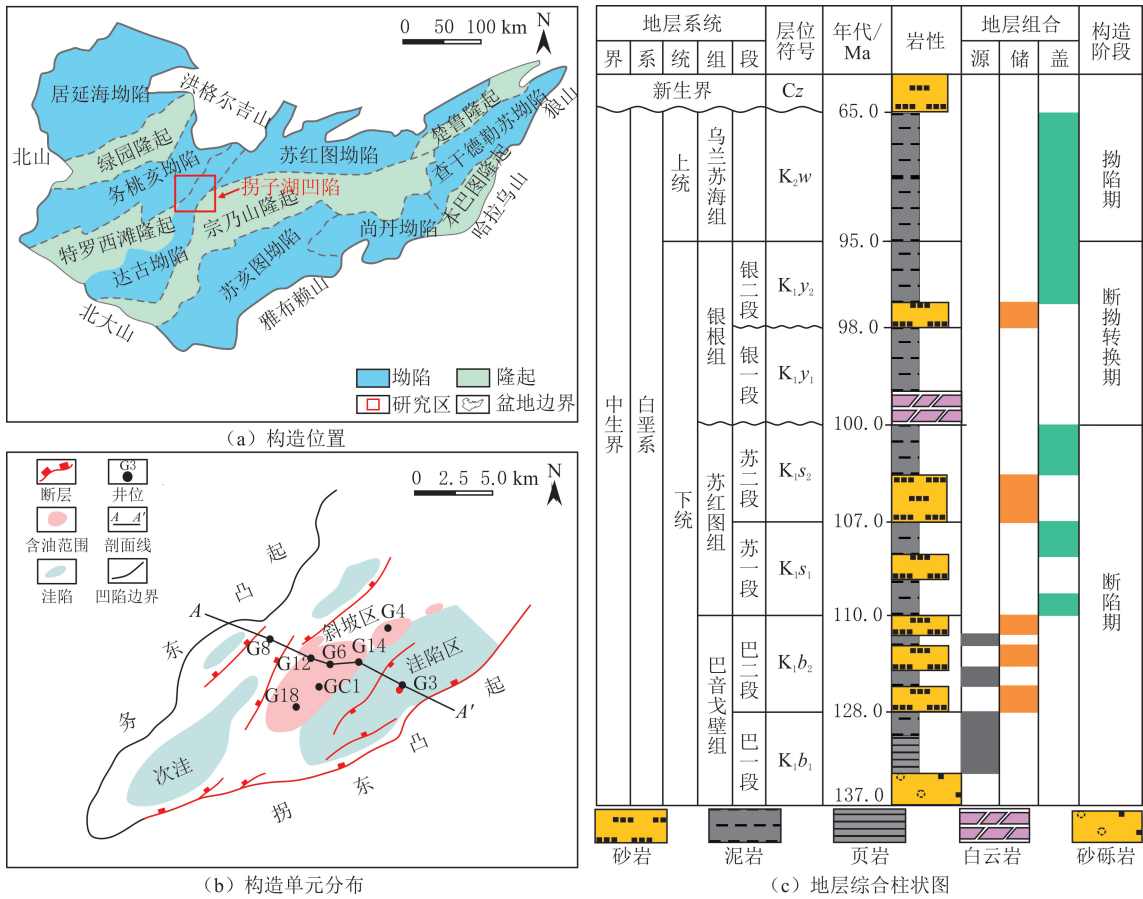 0 50 100 km
N
居延海坳陷
洪格尔吉山
北山
绿园隆起
务桃亥坳陷
苏红图坳陷
楚鲁隆起
查干德勒苏坳陷
狼山
拐子湖凹陷
特罗西滩隆起
宗乃山隆起
本巴图隆起
哈拉乌山
达古坳陷
苏亥图坳陷
尚丹坳陷
北大山
雅布赖山
坳陷
隆起
研究区
盆地边界
(a) 构造位置
G3
断层
井位
A A′
含油范围
剖面线
洼陷
凹陷边界
0 2.5 5.0 km
N
务东凸起
A
G8
G12
G6
G14
G4
斜坡区
洼陷区
GC1
G18
G3
A′
次洼
拐东凸起
(b) 构造单元分布
地层系统
层位符号
年代/Ma
岩性
地层组合
构造阶段
界 系 统 组 段
源 储 盖
新生界 Cz
65.0
中生界
白垩系
上统
乌兰苏海组
K₂w
拗陷期
95.0
下统
银根组
银二段
K₁y₂
断拗转换期
98.0
银一段
K₁y₁
100.0
苏红图组
苏二段
K₁s₂
断陷期
107.0
苏一段
K₁s₁
110.0
巴音戈壁组
巴二段
K₁b₂
128.0
巴一段
K₁b₁
137.0
砂岩
泥岩
页岩
白云岩
砂砾岩
(c) 地层综合柱状图